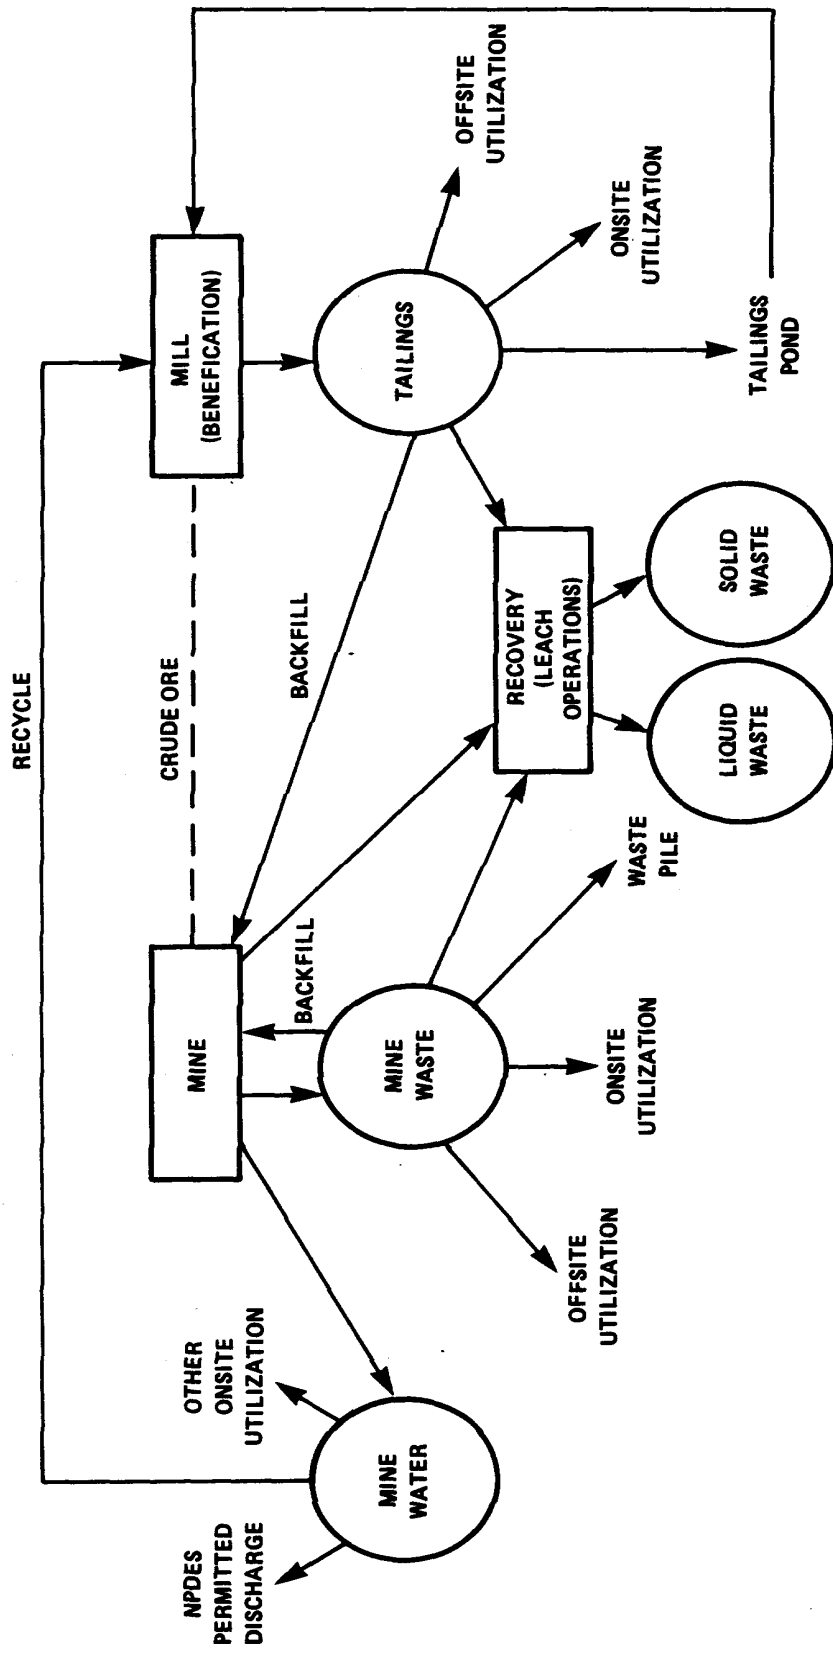 RECYCLE
CRUDE ORE
MINE
MILL
(BENEFICATION)
BACKFILL
BACKFILL
NPDES
PERMITTED
DISCHARGE
OTHER
ONSITE
UTILIZATION
MINE
WATER
MINE
WASTE
TAILINGS
OFFSITE
UTILIZATION
ONSITE
UTILIZATION
WASTE
PILE
RECOVERY
(LEACH
OPERATIONS)
OFFSITE
UTILIZATION
ONSITE
UTILIZATION
LIQUID
WASTE
SOLID
WASTE
TAILINGS
POND